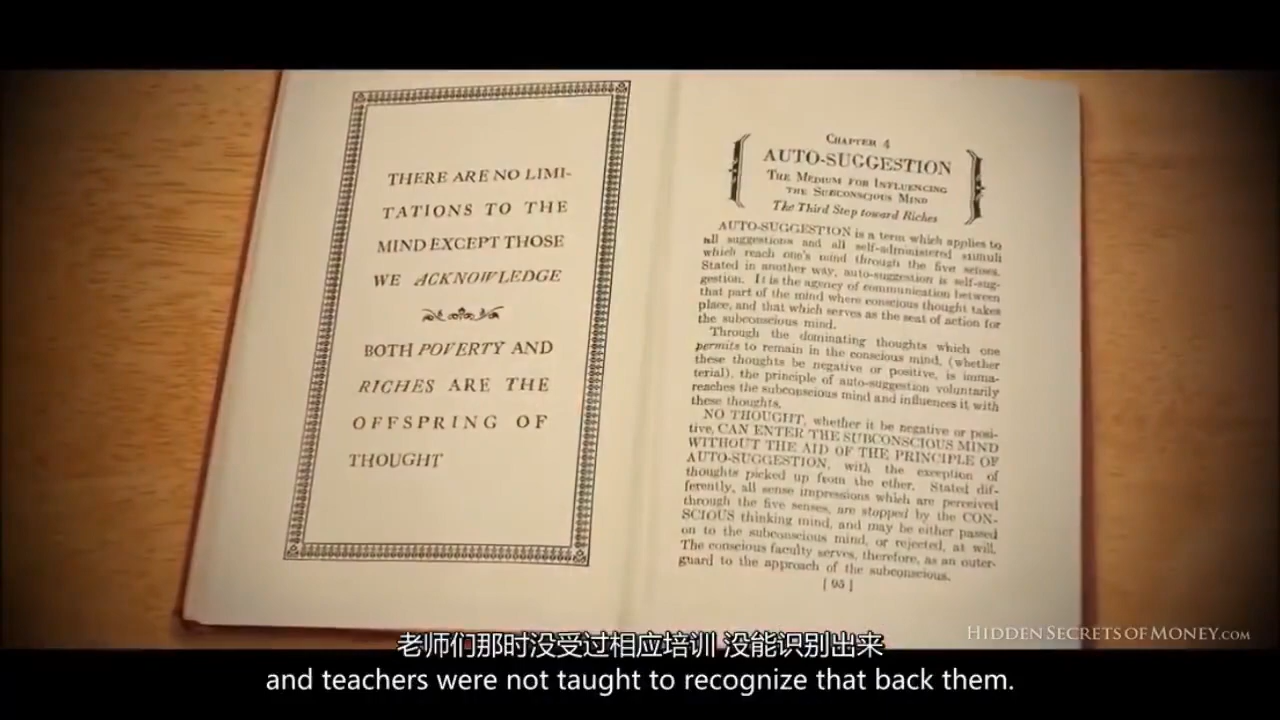 THERE ARE NO LIMI-
TATIONS TO THE
MIND EXCEPT THOSE
WE ACKNOWLEDGE
BOTH POVERTY AND
RICHES ARE THE
OFFSPRING OF
THOUGHT
CHAPTER 4
AUTO-SUGGESTION
THE MEDIUM FOR INFLUENCING
THE SUBCONSCIOUS MIND
The Third Step toward Riches
AUTO-SUGGESTION is a term which applies to
all suggestions and all self-administered stimuli
which reach one's mind through the five senses.
Stated in another way, auto-suggestion is self-sug-
gestion. It is the agency of communication between
that part of the mind where conscious thought takes
place, and that which serves as the seat of action for
the subconscious mind.
Through the dominating thoughts which one
permits to remain in the conscious mind, (whether
these thoughts be negative or positive, is imma-
terial), the principle of auto-suggestion voluntarily
reaches the subconscious mind and influences it with
these thoughts.
NO THOUGHT, whether it be negative or posi-
tive, CAN ENTER THE SUBCONSCIOUS MIND
WITHOUT THE AID OF THE PRINCIPLE OF
AUTO-SUGGESTION, with the exception of
thoughts picked up from the ether. Stated dif-
ferently, all sense impressions which are perceived
through the five senses, are stopped by the CON-
SCIOUS thinking mind, and may be either passed
on to the subconscious mind, or rejected, at will.
The conscious faculty serves, therefore, as an outer-
guard to the approach of the subconscious.
[ 95 ]
HIDDENSECRETSOFMONEY.COM
老师们那时没受过相应培训 没能识别出来
and teachers were not taught to recognize that back them.